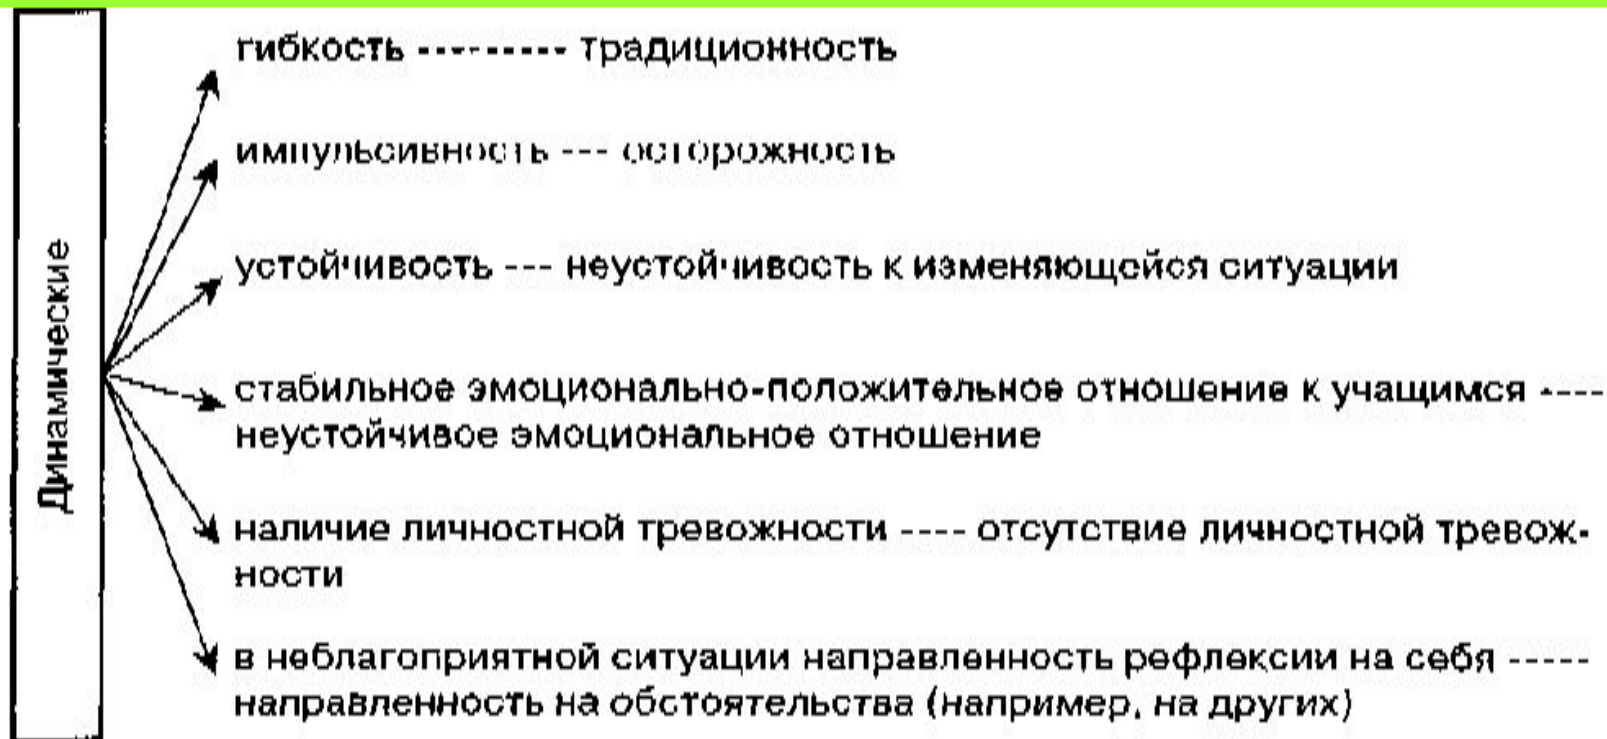 Динамические
гибкость --------- традиционность
импульсивность --- осторожность
устойчивость --- неустойчивость к изменяющейся ситуации
стабильное эмоционально-положительное отношение к учащимся ----
неустойчивое эмоциональное отношение
наличие личностной тревожности ---- отсутствие личностной тревож-
ности
в неблагоприятной ситуации направленность рефлексии на себя -----
направленность на обстоятельства (например, на других)